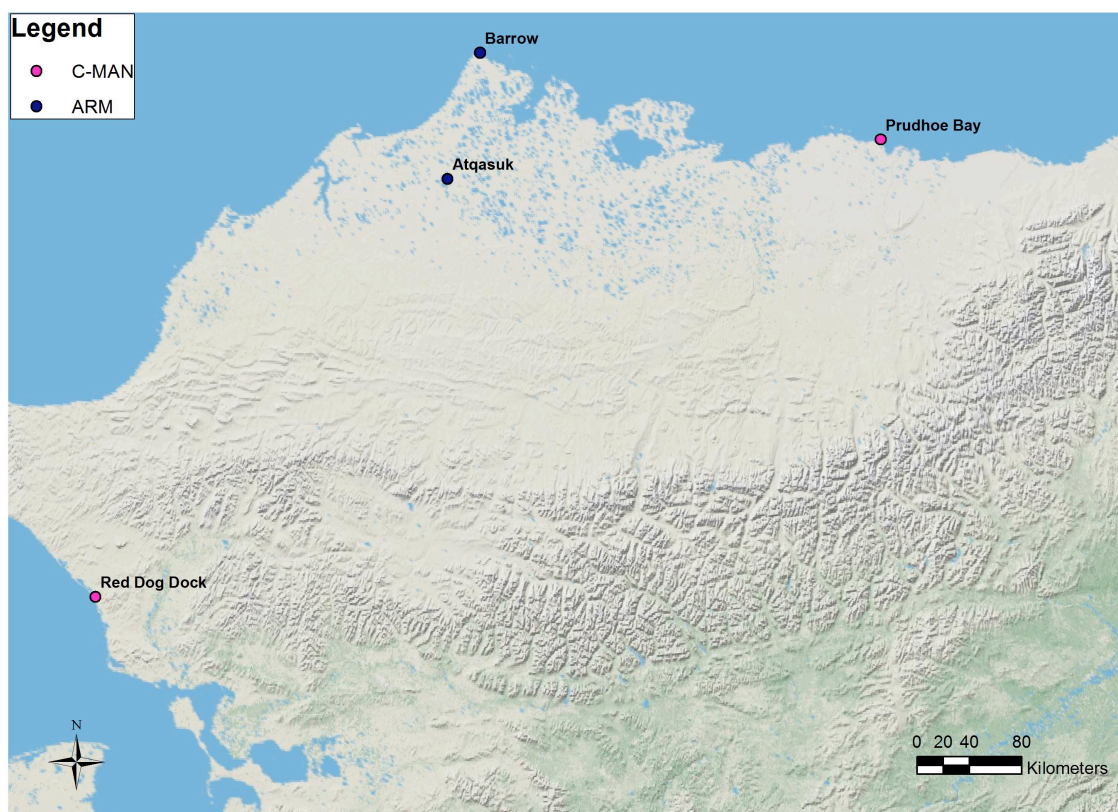 Legend
C-MAN
ARM
Barrow
Prudhoe Bay
Atqasuk
Red Dog Dock
N
0 20 40 80
Kilometers